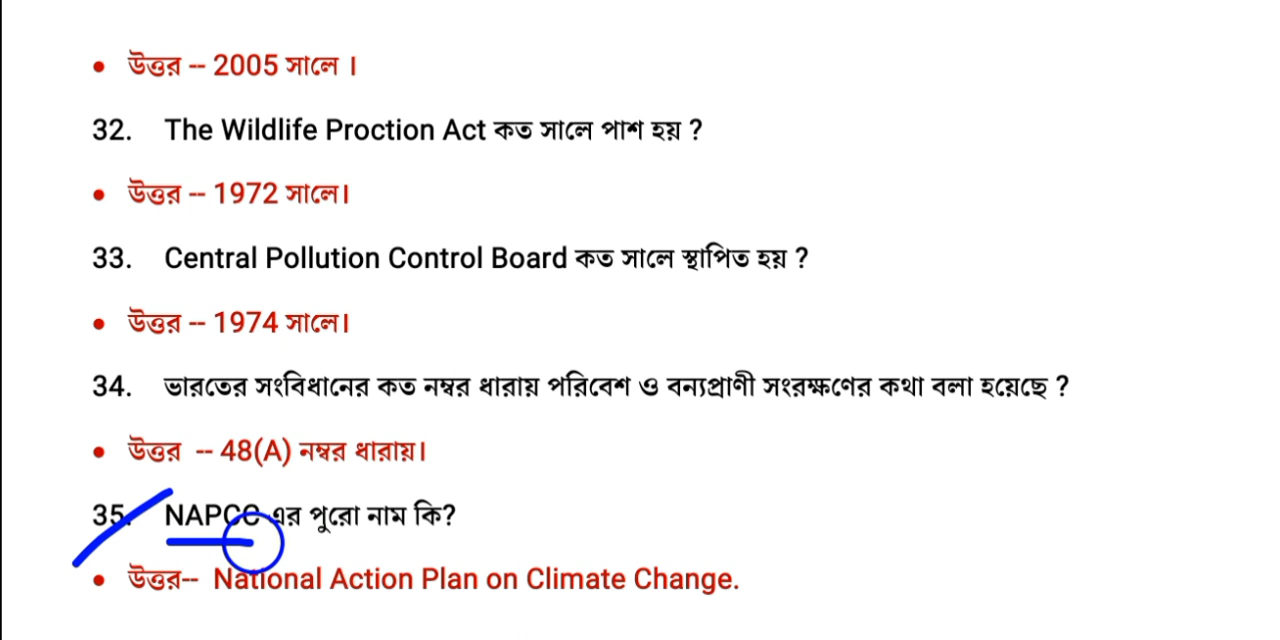 • উত্তর -- 2005 সালে ।
32. The Wildlife Proction Act কত সালে পাশ হয় ?
• উত্তর -- 1972 সালে।
33. Central Pollution Control Board কত সালে স্থাপিত হয় ?
• উত্তর -- 1974 সালে।
34. ভারতের সংবিধানের কত নম্বর ধারায় পরিবেশ ও বন্যপ্রাণী সংরক্ষণের কথা বলা হয়েছে ?
• উত্তর -- 48(A) নম্বর ধারায়।
35. NAPCC এর পুরো নাম কি?
• উত্তর-- National Action Plan on Climate Change.